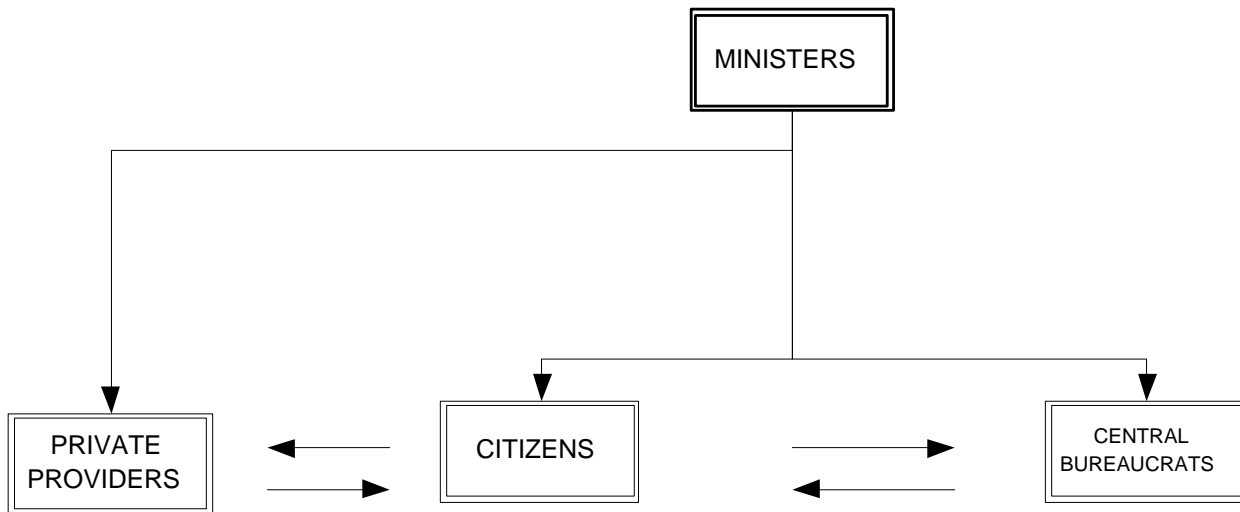 MINISTERS
PRIVATE
PROVIDERS
CITIZENS
CENTRAL
BUREAUCRATS